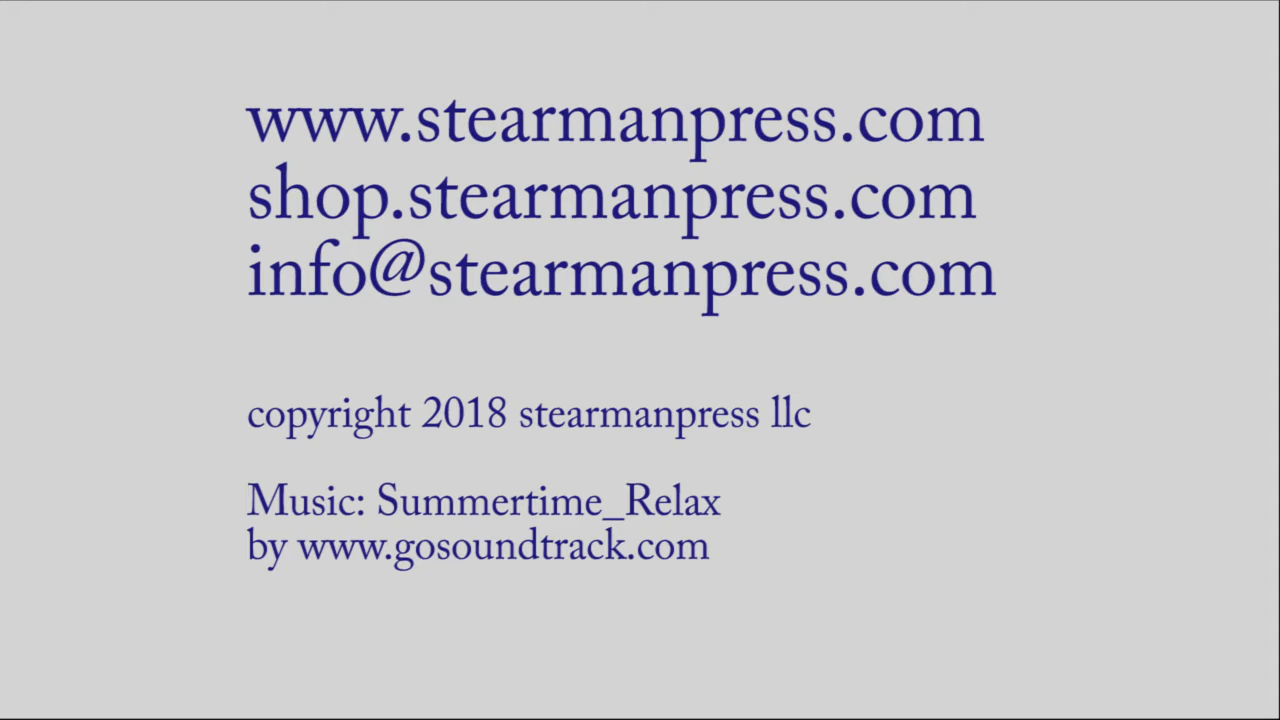 www.stearmanpress.com
shop.stearmanpress.com
info@stearmanpress.com
copyright 2018 stearmanpress llc
Music: Summertime_Relax
by www.gosoundtrack.com